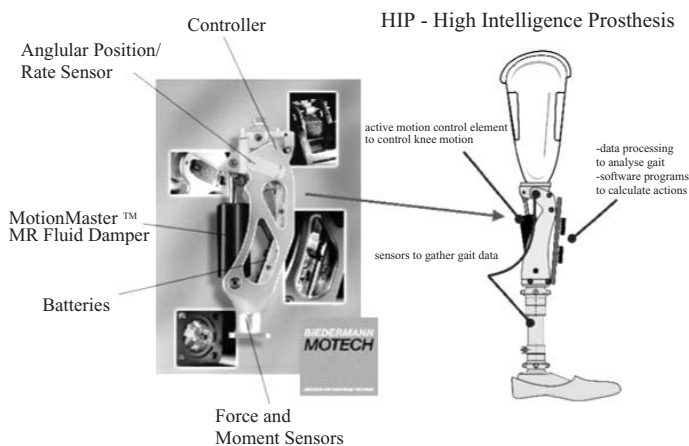 HIP - High Intelligence Prosthesis
Controller
Anglular Position/
Rate Sensor
MotionMaster ™
MR Fluid Damper
Batteries
Force and
Moment Sensors
BIEDERMANN
MOTECH
active motion control element
to control knee motion
-data processing
to analyse gait
-software programs
to calculate actions
sensors to gather gait data